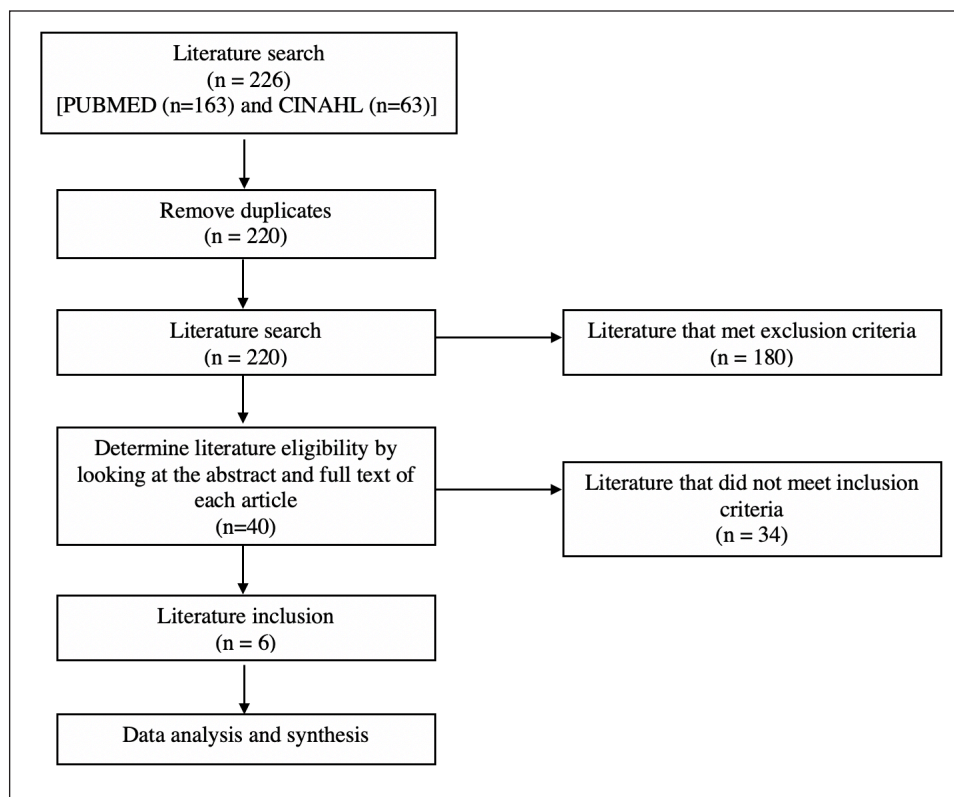 Literature search
(n = 226)
[PUBMED (n=163) and CINAHL (n=63)]
Remove duplicates
(n = 220)
Literature search
(n = 220)
Literature that met exclusion criteria
(n = 180)
Determine literature eligibility by
looking at the abstract and full text of
each article
(n=40)
Literature that did not meet inclusion
criteria
(n = 34)
Literature inclusion
(n = 6)
Data analysis and synthesis